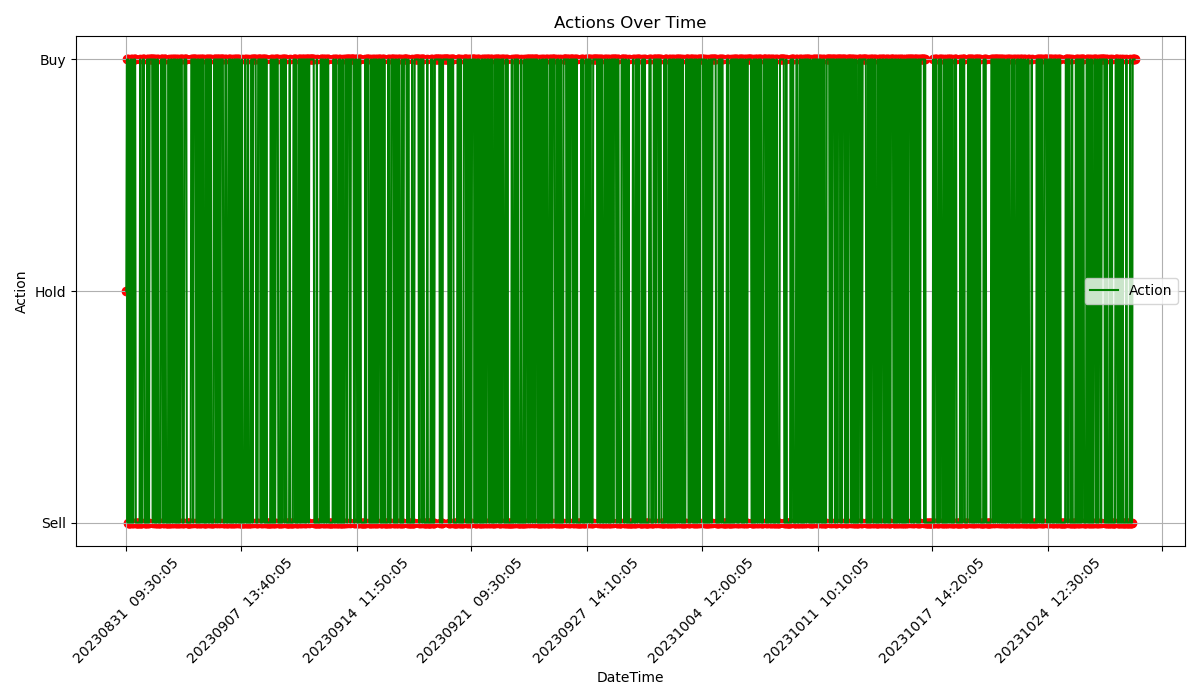 Actions Over Time
Buy
Hold
Sell
Action
Action
20230831 09:30:05
20230907 13:40:05
20230914 11:50:05
20230921 09:30:05
20230927 14:10:05
20231004 12:00:05
20231011 10:10:05
20231017 14:20:05
20231024 12:30:05
DateTime